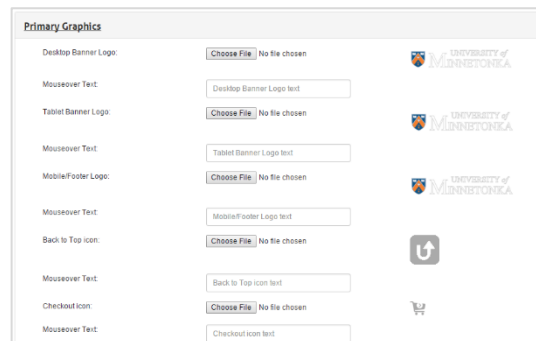 Primary Graphics
Desktop Banner Logo: Choose File No file chosen UNIVERSITY of MINNETONKA
Mouseover Text: Desktop Banner Logo text
Tablet Banner Logo: Choose File No file chosen UNIVERSITY of MINNETONKA
Mouseover Text: Tablet Banner Logo text
Mobile/Footer Logo: Choose File No file chosen UNIVERSITY of MINNETONKA
Mouseover Text: Mobile/Footer Logo text
Back to Top icon: Choose File No file chosen
Mouseover Text: Back to Top icon text
Checkout icon: Choose File No file chosen
Mouseover Text: Checkout icon text